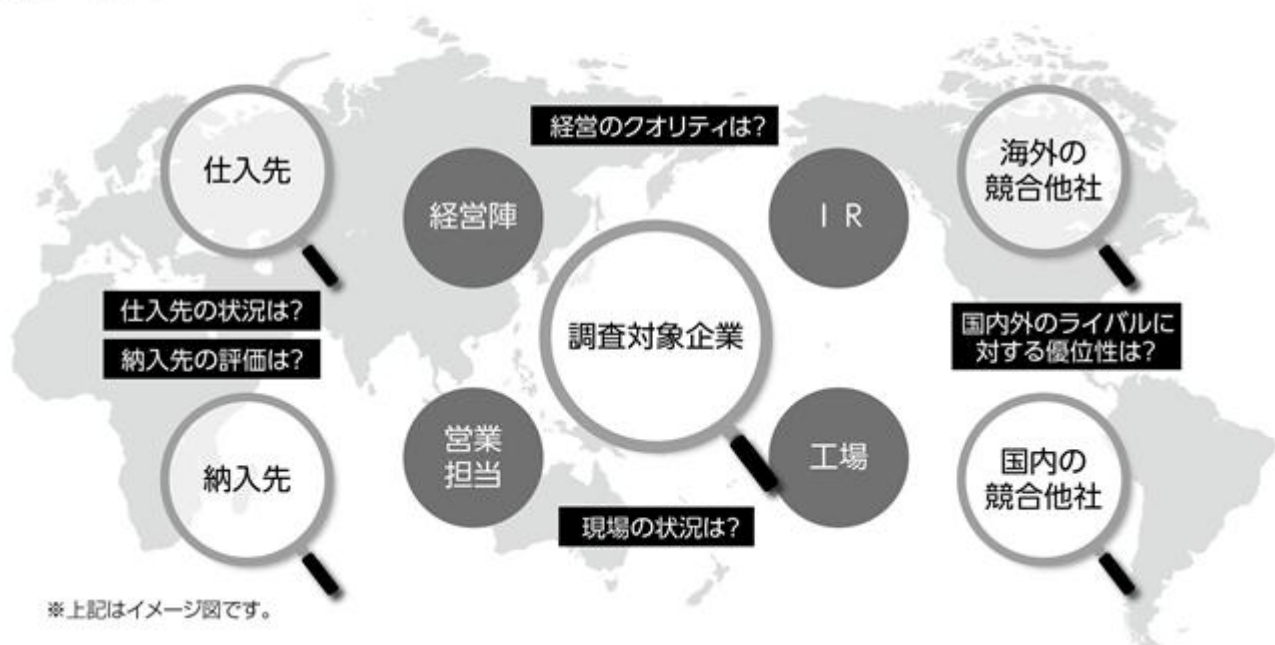 経営のクオリティは?
仕入先
経営陣
IR
海外の
競合他社
仕入先の状況は?
納入先の評価は?
調査対象企業
国内外のライバルに
対する優位性は?
納入先
営業
担当
工場
国内の
競合他社
現場の状況は?
※上記はイメージ図です。